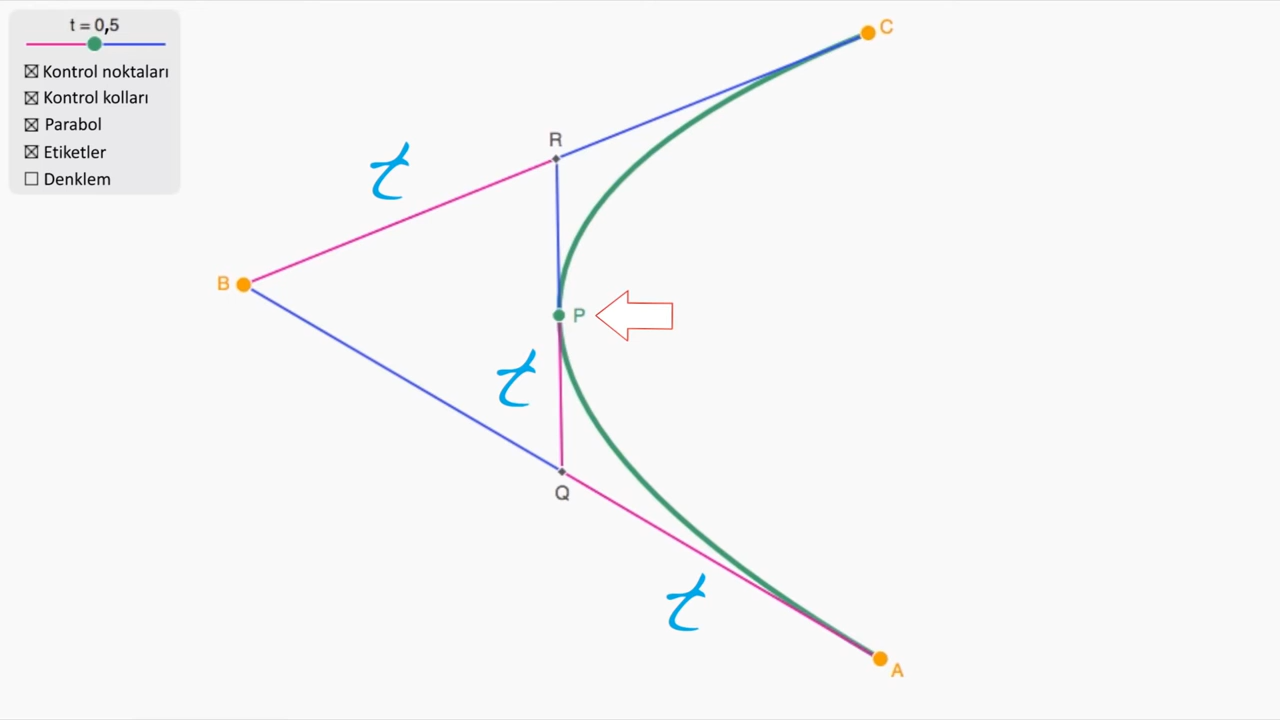 t = 0,5
Kontrol noktaları
Kontrol kolları
Parabol
Etiketler
Denklem
C
R
t
B
P
t
Q
t
A